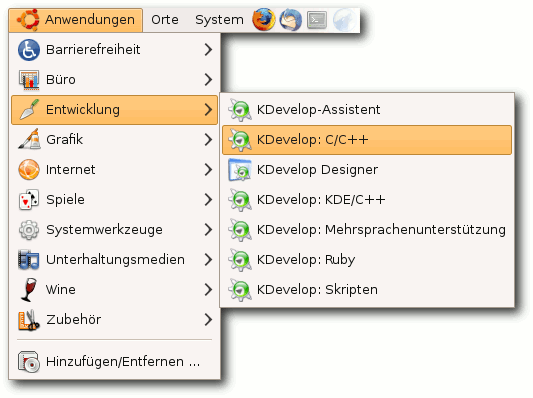 Anwendungen Orte System
Barrierefreiheit
Büro
Entwicklung
Grafik
Internet
Spiele
Systemwerkzeuge
Unterhaltungsmedien
Wine
Zubehör
Hinzufügen/Entfernen ...
KDevelop-Assistent
KDevelop: C/C++
KDevelop Designer
KDevelop: KDE/C++
KDevelop: Mehrsprachenunterstützung
KDevelop: Ruby
KDevelop: Skripten